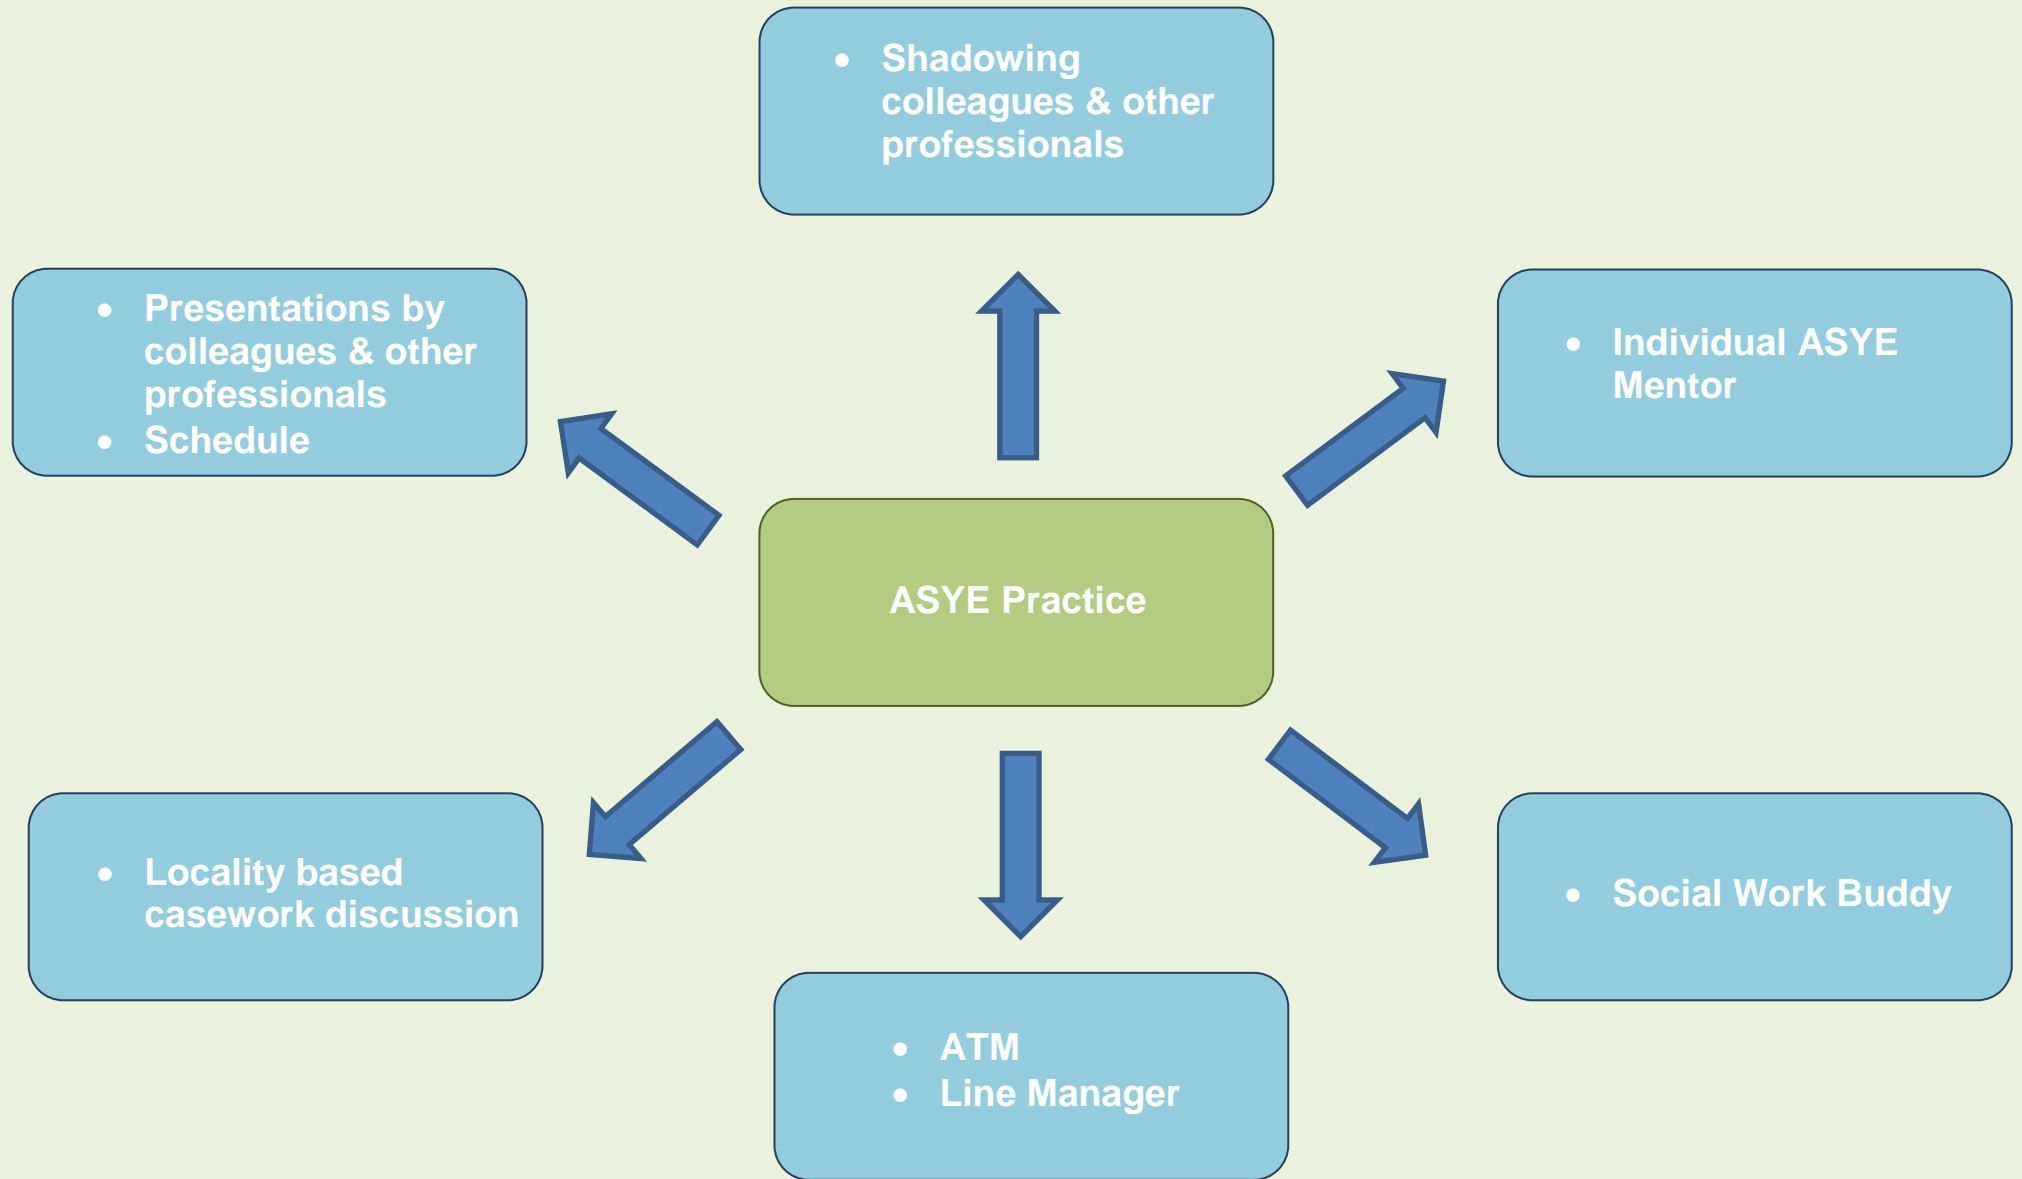 • Shadowing
colleagues & other
professionals
• Presentations by
colleagues & other
professionals
• Schedule
• Individual ASYE
Mentor
ASYE Practice
• Locality based
casework discussion
• Social Work Buddy
• ATM
• Line Manager